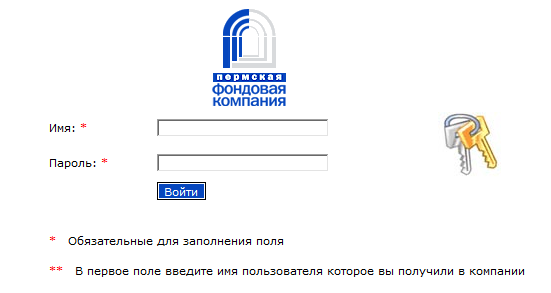 пермская
фондовая
компания
Имя: *
Пароль: *
Войти
* Обязательные для заполнения поля
** В первое поле введите имя пользователя которое вы получили в компании